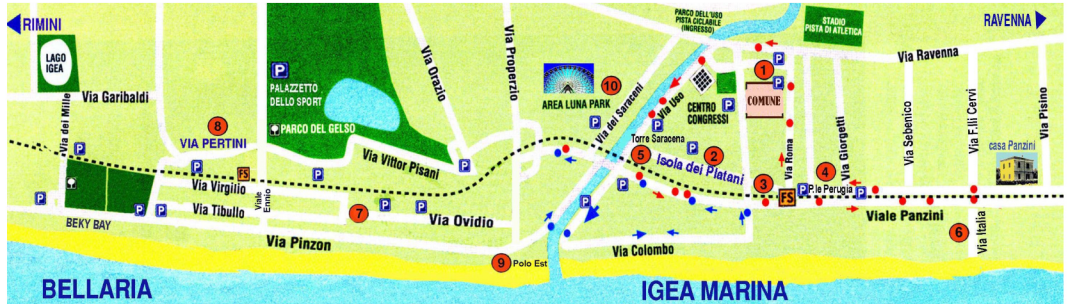 RIMINI
RAVENNA
PARCO DELL'USO
PISTA CICLABILE
(INGRESSO)
STADIO
PISTA DI ATLETICA
LAGO
IGEA
Via Garibaldi
Via dei Mille
8
VIA PERTINI
P
PALAZZETTO
DELLO SPORT
PARCO DEL GELSO
Via Orazio
Via Properzio
Via Vittor Pisani
10
AREA LUNA PARK
Via dei Saraceni
Via Uso
CENTRO
CONGRESSI
1
COMUNE
Via Ravenna
Via Roma
Via Giorgetti
Via Sebenico
Via F.lli Cervi
Via Pisino
casa Panzini
Torre Saracena
5
Isola dei Platani
2
3
FS
4
P.le Perugia
Viale Panzini
6
Via Italia
FS
Via Virgilio
Viale
Ennio
Via Tibullo
7
Via Ovidio
BEKY BAY
Via Pinzon
9
Polo Est
Via Colombo
BELLARIA
IGEA MARINA